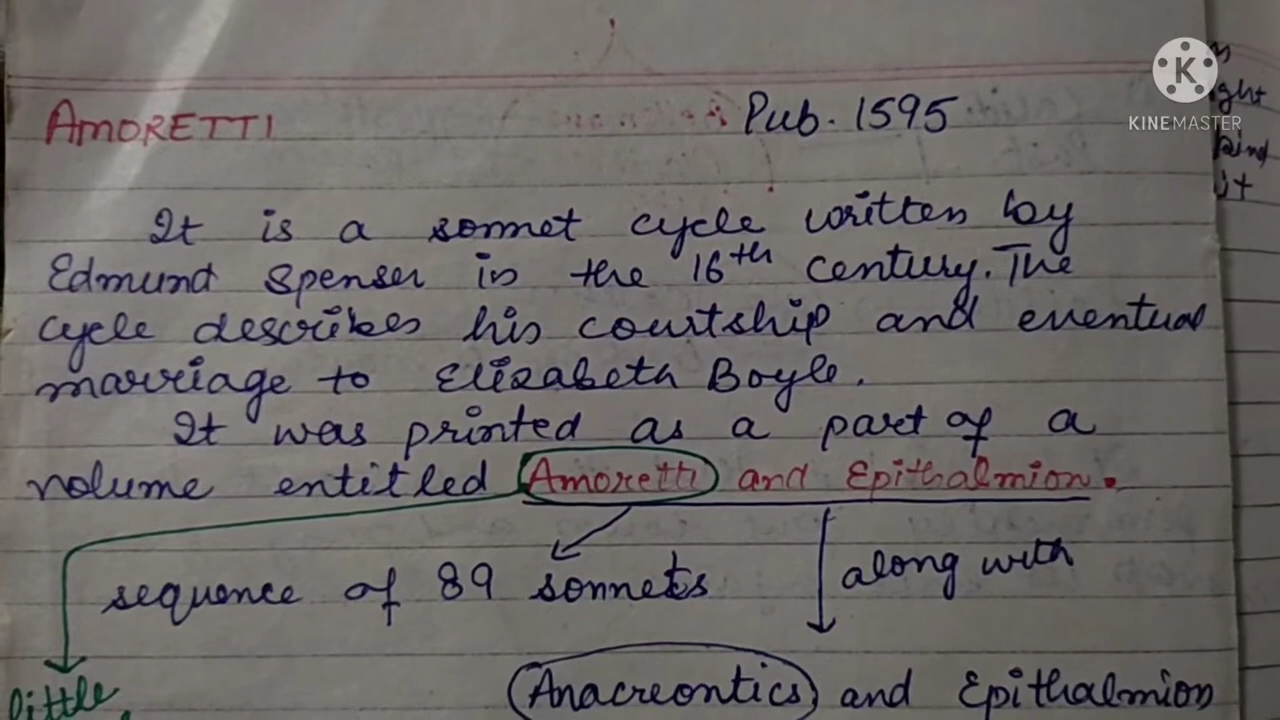 AMORETTI Pub. 1595
It is a sonnet cycle written by
Edmund Spenser in the 16th century. The
cycle describes his courtship and eventual
marriage to Elizabeth Boyle.
It was printed as a part of a
volume entitled Amoretti and Epithalmion.
sequence of 89 sonnets along with
little
Anacreontics and Epithalmion
K
KINEMASTER
ght
it